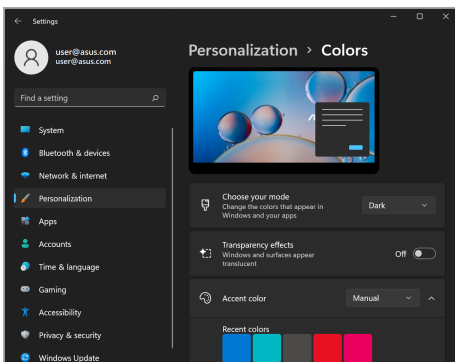 Settings
user@asus.com
user@asus.com
Personalization > Colors
Find a setting
System
Bluetooth & devices
Network & internet
Personalization
Apps
Accounts
Time & language
Gaming
Accessibility
Privacy & security
Windows Update
Choose your mode
Change the colors that appear in
Windows and your apps
Dark
Transparency effects
Windows and surfaces appear
translucent
Off
Accent color
Manual
Recent colors